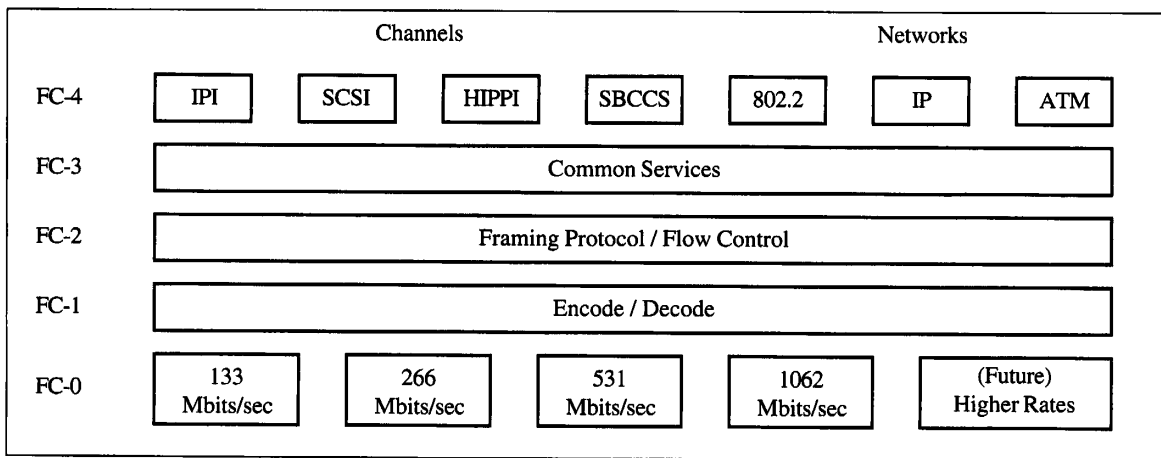 Channels Networks
FC-4 IPI SCSI HIPPI SBCCS 802.2 IP ATM
FC-3 Common Services
FC-2 Framing Protocol / Flow Control
FC-1 Encode / Decode
FC-0
133
Mbits/sec
266
Mbits/sec
531
Mbits/sec
1062
Mbits/sec
(Future)
Higher Rates